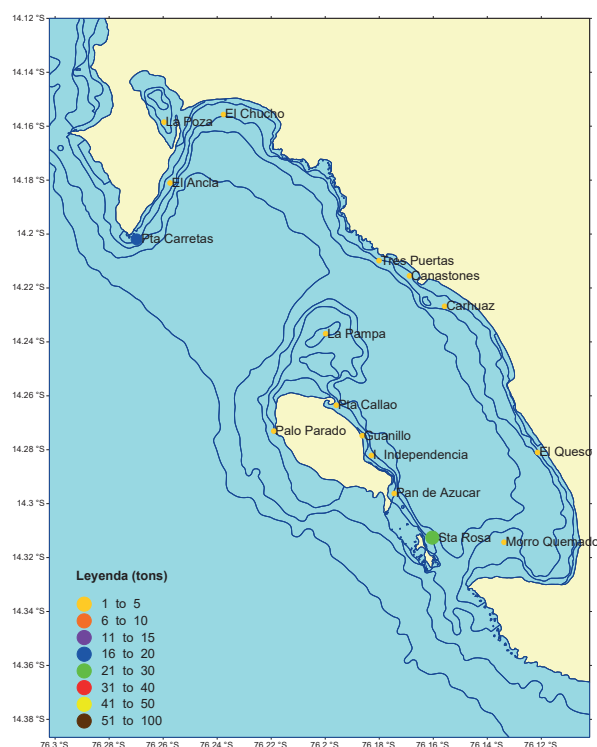 14.12 °S
14.14 °S
14.16 °S
14.18 °S
14.2 °S
14.22 °S
14.24 °S
14.26 °S
14.28 °S
14.3 °S
14.32 °S
14.34 °S
14.36 °S
14.38 °S
La Poza
El Chucho
El Ancla
Pta Carretas
Tres Puertas
Canastones
Carhuaz
La Pampa
Pta Callao
Palo Parado
Guanillo
I. Independencia
El Queso
Pan de Azucar
Sta Rosa
Morro Quemado
Leyenda (tons)
1 to 5
6 to 10
11 to 15
16 to 20
21 to 30
31 to 40
41 to 50
51 to 100
76.3 °S
76.28 °S
76.26 °S
76.24 °S
76.22 °S
76.2 °S
76.18 °S
76.16 °S
76.14 °S
76.12 °S